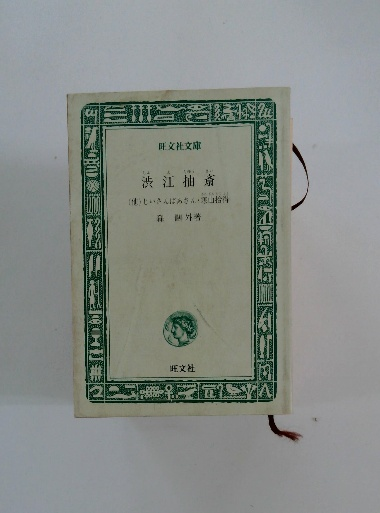 旺文社文庫
渋江抽斎
(他)じいさんばあさん・寒山拾得
森 鷗外著
旺文社